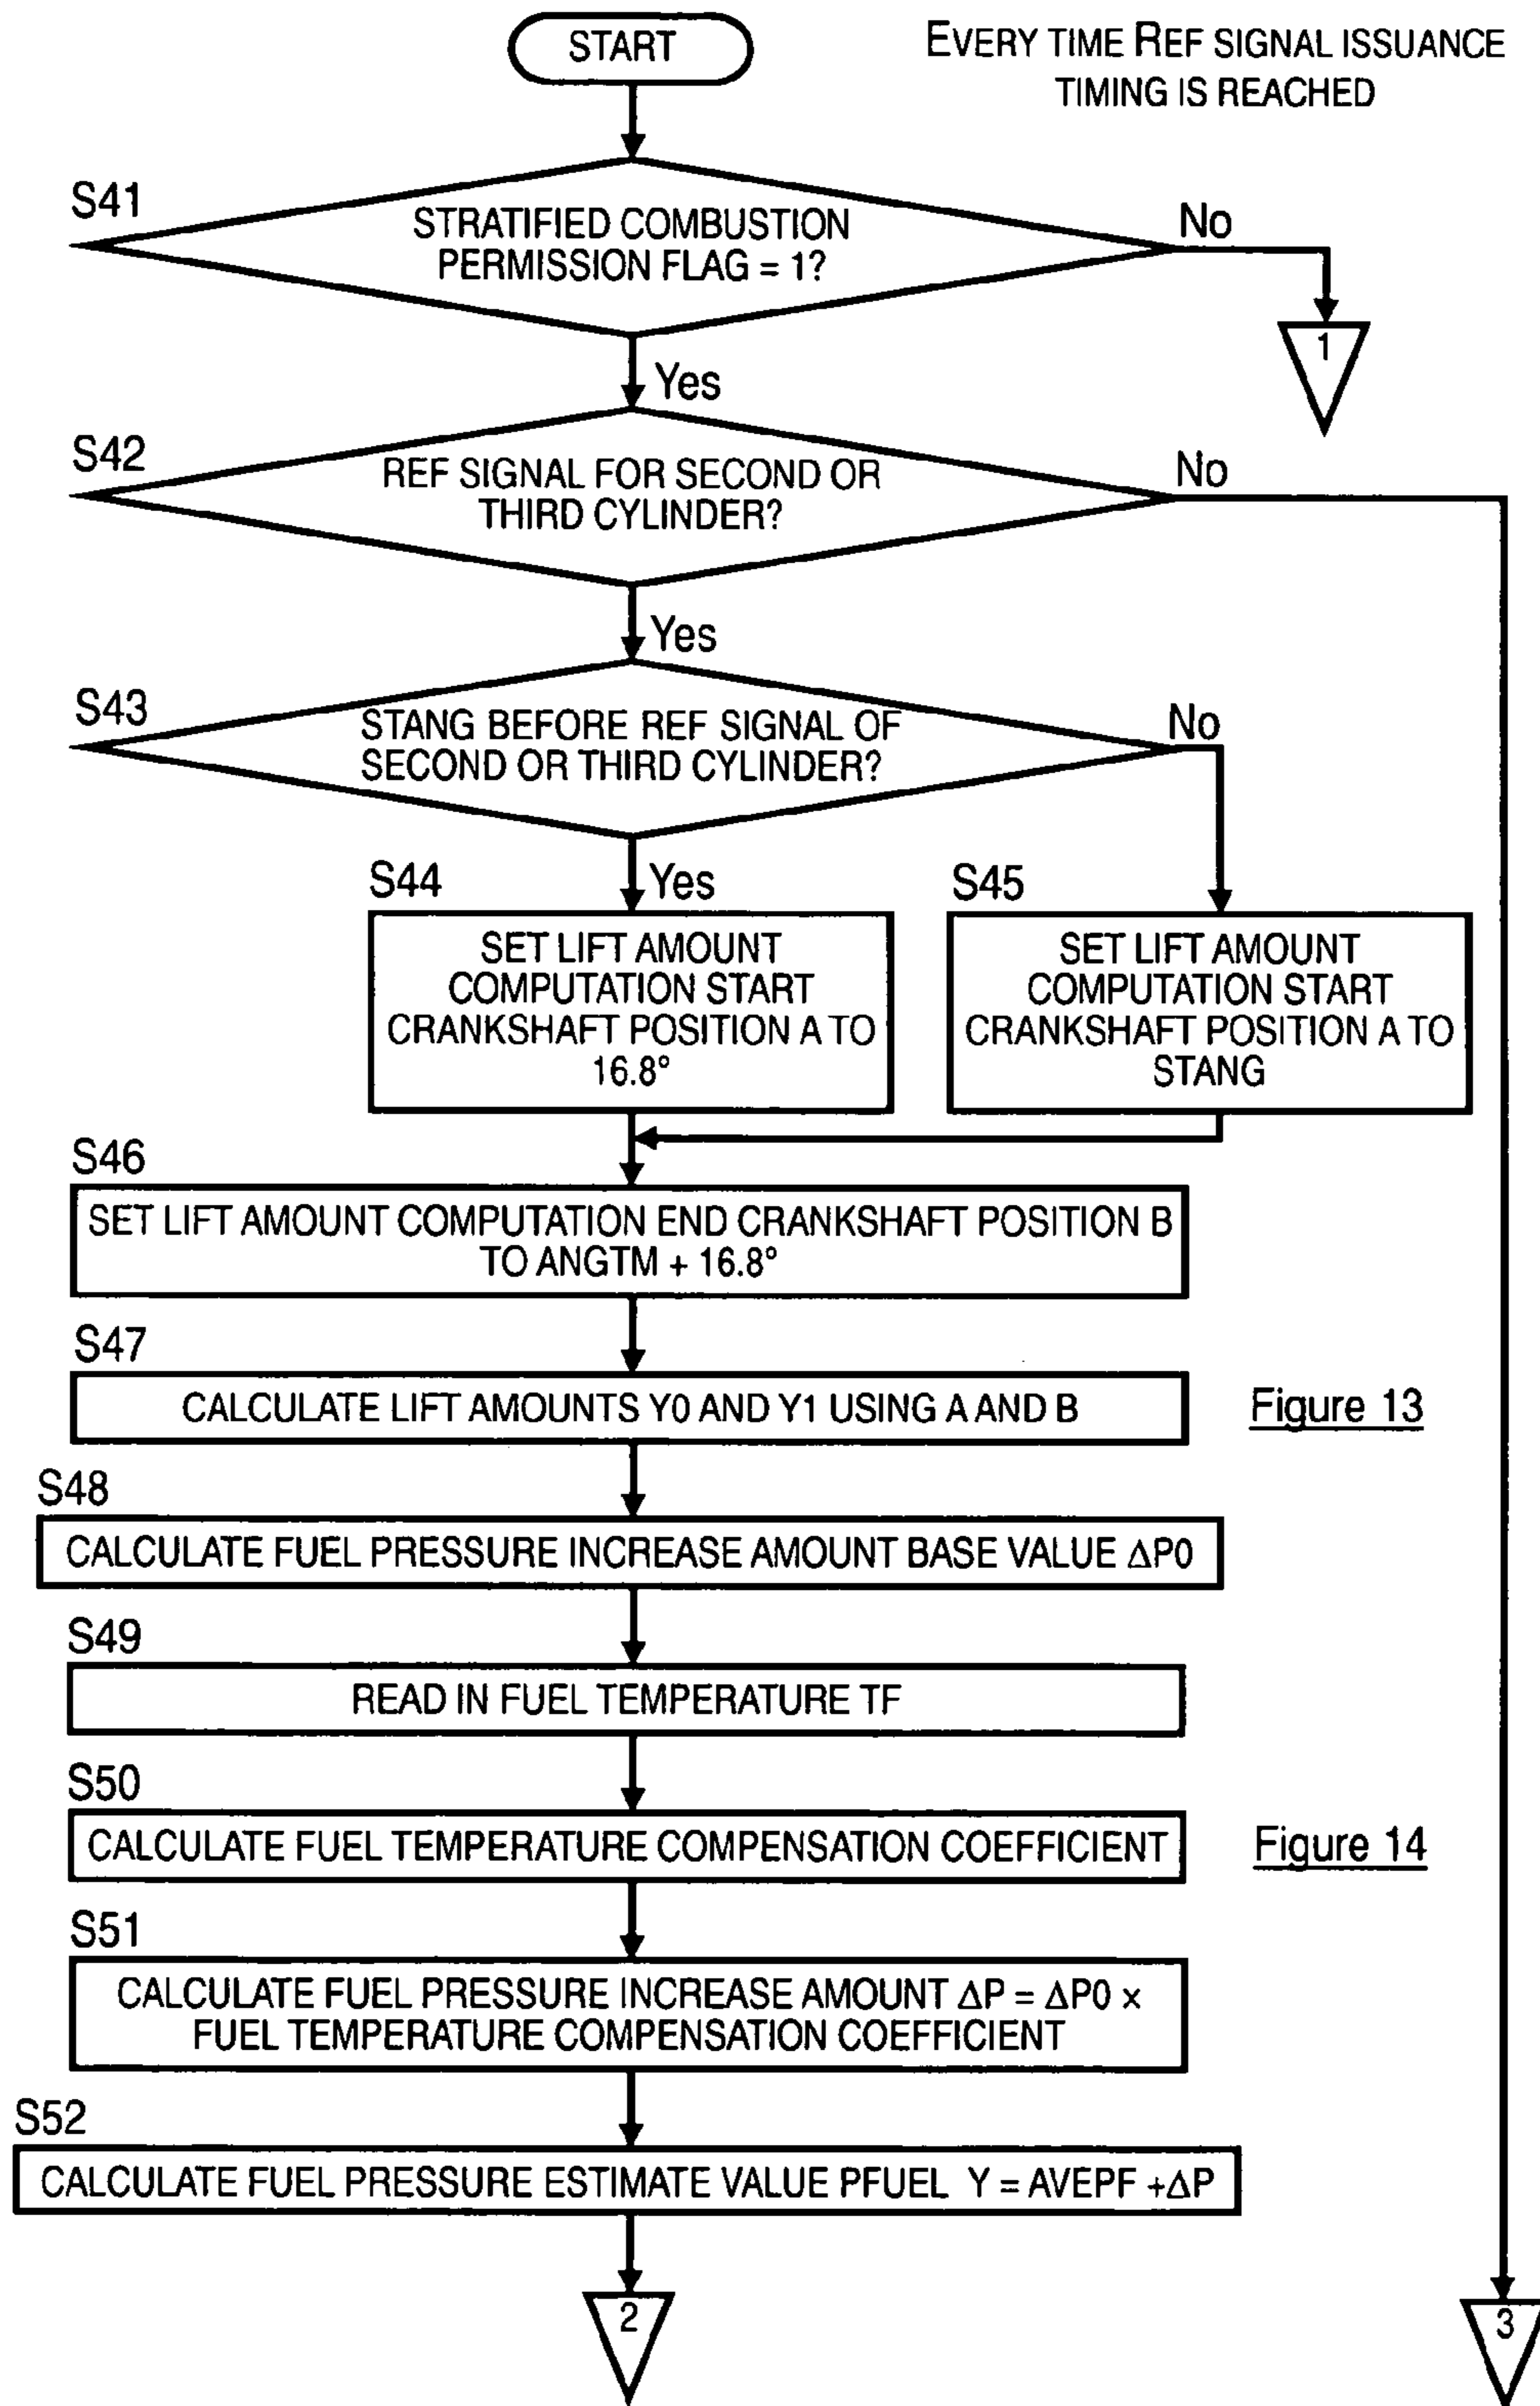 START
EVERY TIME REF SIGNAL ISSUANCE
TIMING IS REACHED
S41
STRATIFIED COMBUSTION
PERMISSION FLAG = 1?
No
1
Yes
S42
REF SIGNAL FOR SECOND OR
THIRD CYLINDER?
No
Yes
S43
STANG BEFORE REF SIGNAL OF
SECOND OR THIRD CYLINDER?
No
Yes
S44
SET LIFT AMOUNT
COMPUTATION START
CRANKSHAFT POSITION A TO
16.8°
S45
SET LIFT AMOUNT
COMPUTATION START
CRANKSHAFT POSITION A TO
STANG
S46
SET LIFT AMOUNT COMPUTATION END CRANKSHAFT POSITION B
TO ANGTM + 16.8°
S47
CALCULATE LIFT AMOUNTS Y0 AND Y1 USING A AND B
Figure 13
S48
CALCULATE FUEL PRESSURE INCREASE AMOUNT BASE VALUE ΔP0
S49
READ IN FUEL TEMPERATURE TF
S50
CALCULATE FUEL TEMPERATURE COMPENSATION COEFFICIENT
Figure 14
S51
CALCULATE FUEL PRESSURE INCREASE AMOUNT ΔP = ΔP0 ×
FUEL TEMPERATURE COMPENSATION COEFFICIENT
S52
CALCULATE FUEL PRESSURE ESTIMATE VALUE PFUEL Y = AVEPF +ΔP
2
3